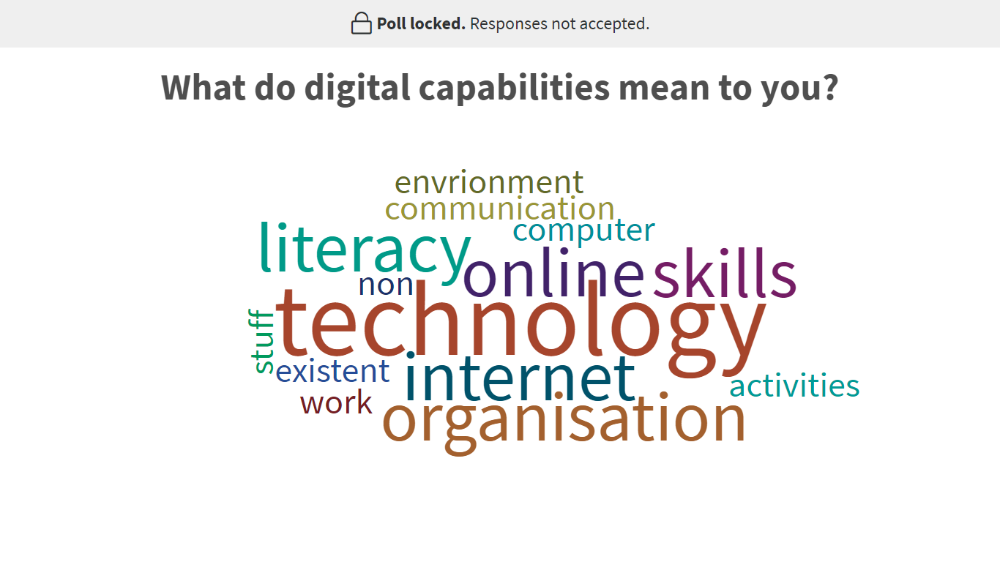 Poll locked. Responses not accepted.
What do digital capabilities mean to you?
envrionment
communication
computer
literacy
online
skills
non
technology
stuff
existent
internet
activities
work
organisation